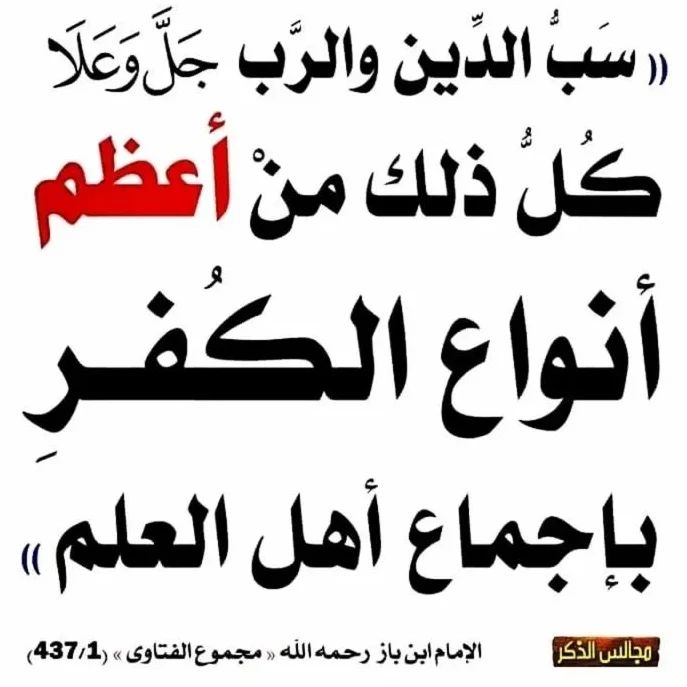 (( سَبُّ الدِّين والرَّب جَلَّ وَعَلَا
كُلُّ ذلك منْ أعظم
أنواع الكُفرِ
بإجماع أهل العلم ))
الإمام ابن باز رحمه الله « مجموع الفتاوى » (437/1)
مجالس الذكر